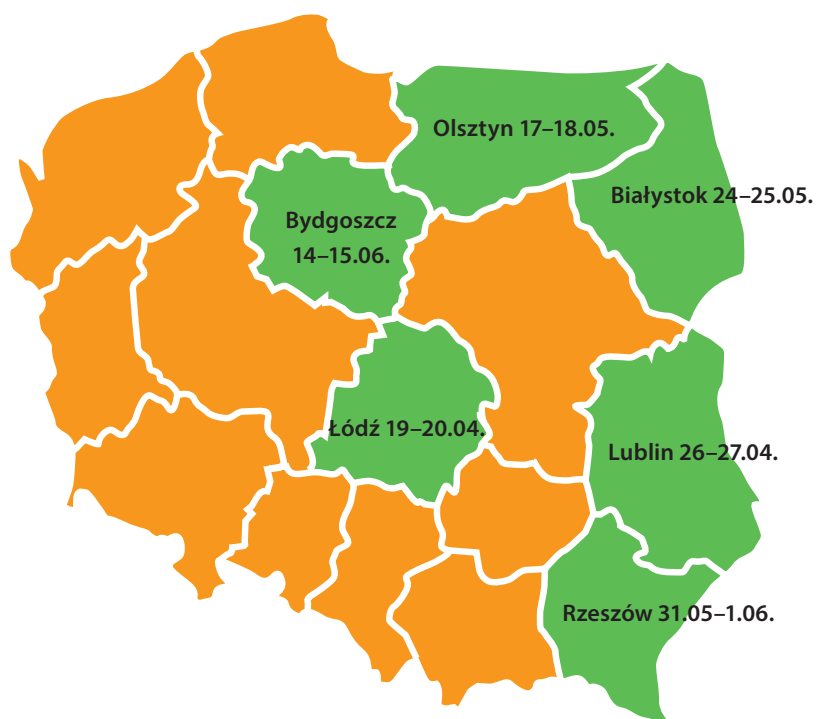 Olsztyn 17–18.05.
Białystok 24–25.05.
Bydgoszcz
14–15.06.
Łódź 19–20.04.
Lublin 26–27.04.
Rzeszów 31.05–1.06.